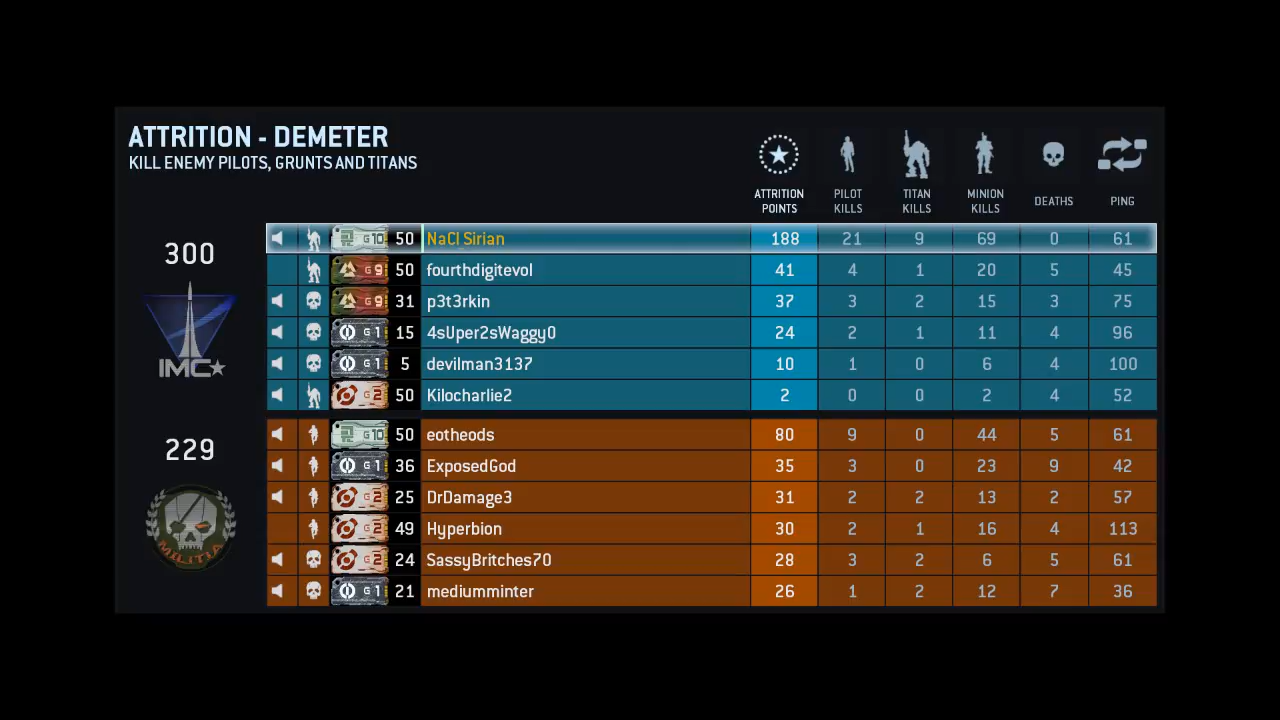 ATTRITION - DEMETER
KILL ENEMY PILOTS, GRUNTS AND TITANS
ATTRITION POINTS PILOT KILLS TITAN KILLS MINION KILLS DEATHS PING
300
IMC
G10 50 NaCl Sirian 188 21 9 69 0 61
G9 50 fourthdigitevol 41 4 1 20 5 45
G9 31 p3t3rkin 37 3 2 15 3 75
G1 15 4sUper2sWaggy0 24 2 1 11 4 96
G1 5 devilman3137 10 1 0 6 4 100
G2 50 Kilocharlie2 2 0 0 2 4 52
229
MILITIA
G10 50 eotheods 80 9 0 44 5 61
G1 36 ExposedGod 35 3 0 23 9 42
G2 25 DrDamage3 31 2 2 13 2 57
G2 49 Hyperbion 30 2 1 16 4 113
G2 24 SassyBritches70 28 3 2 6 5 61
G1 21 mediumminter 26 1 2 12 7 36